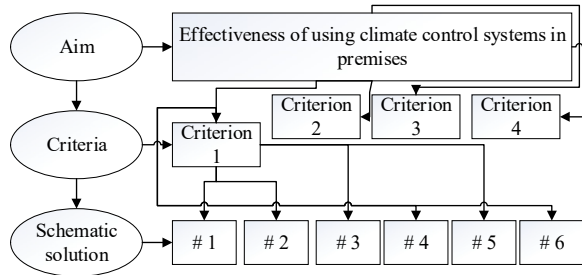 Aim
Effectiveness of using climate control systems in
premises
Criterion
2
Criterion
3
Criterion
4
Criteria
Criterion
1
Schematic
solution
# 1
# 2
# 3
# 4
# 5
# 6